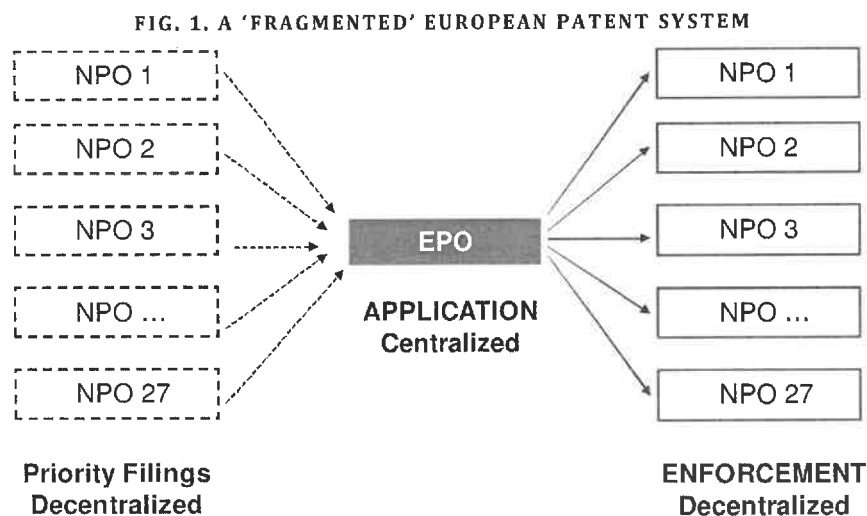 FIG. 1. A ‘FRAGMENTED’ EUROPEAN PATENT SYSTEM
NPO 1
NPO 2
NPO 3
NPO ...
NPO 27
Priority Filings
Decentralized
EPO
APPLICATION
Centralized
NPO 1
NPO 2
NPO 3
NPO ...
NPO 27
ENFORCEMENT
Decentralized